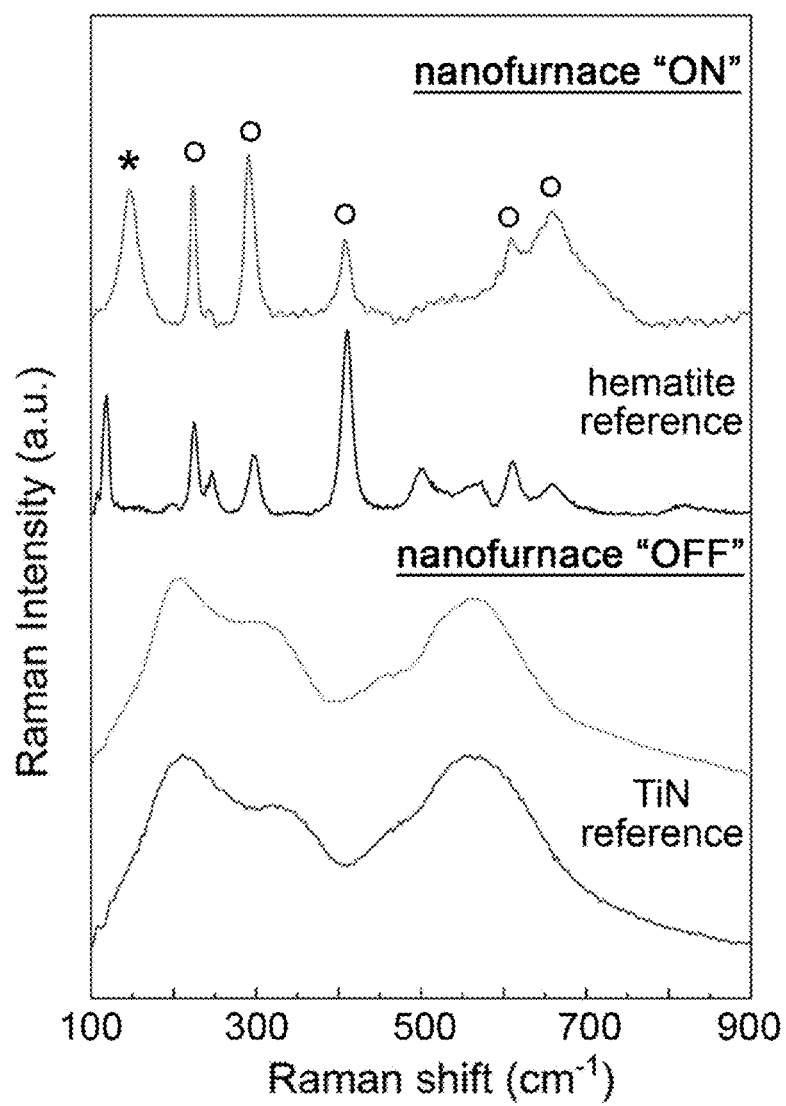 nanofurnace “ON”
*
hematite
reference
nanofurnace “OFF”
TiN
reference
Raman Intensity (a.u.)
100 300 500 700 900
Raman shift (cm⁻¹)